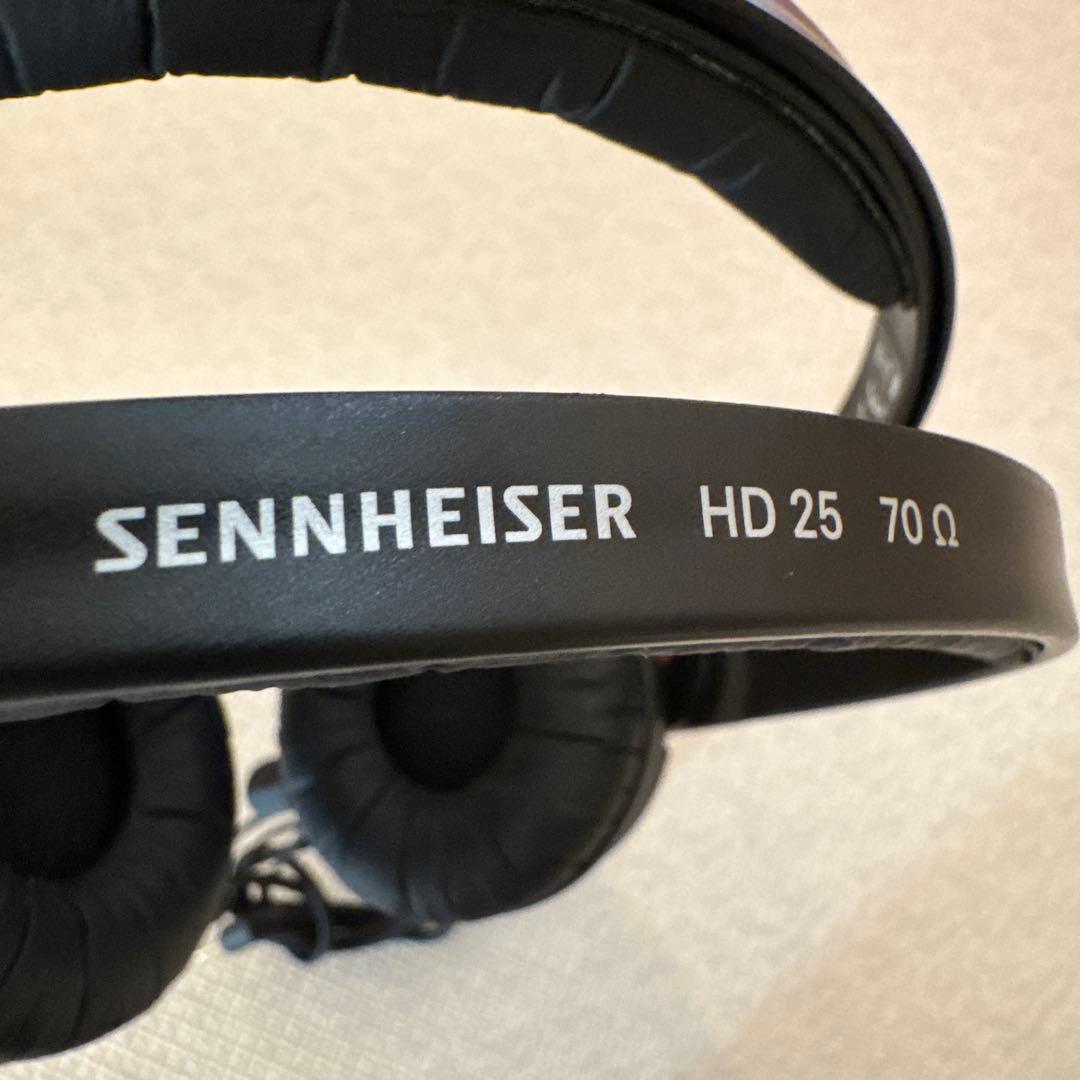 SENNHEISER HD 25 70 Ω